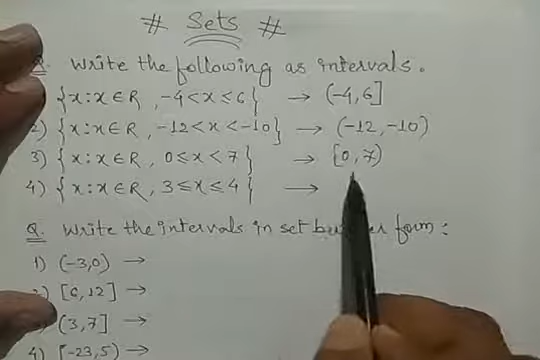 # Sets #
Q. Write the following as intervals.
{x:x∈R, -4<x≤6} → (-4,6]
2) {x:x∈R, -12<x<-10} → (-12,-10)
3) {x:x∈R, 0≤x<7} → [0,7)
4) {x:x∈R, 3≤x≤4} →
Q. Write the intervals in set form:
1) (-3,0) →
2) [6,12] →
(3,7] →
4) [-23,5) →